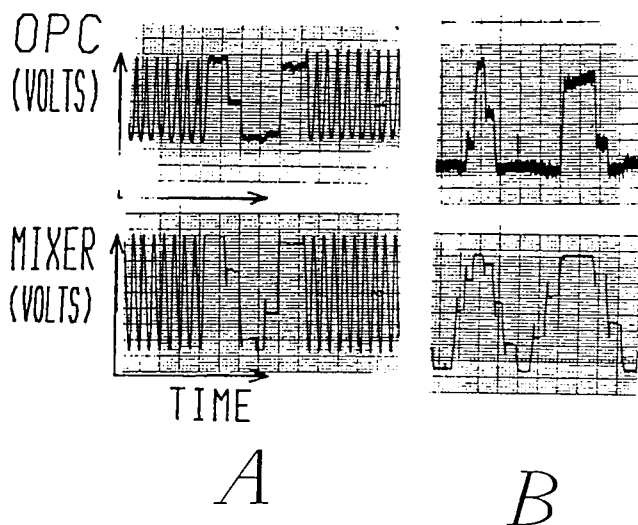 OPC
(VOLTS)
MIXER
(VOLTS)
TIME
A B